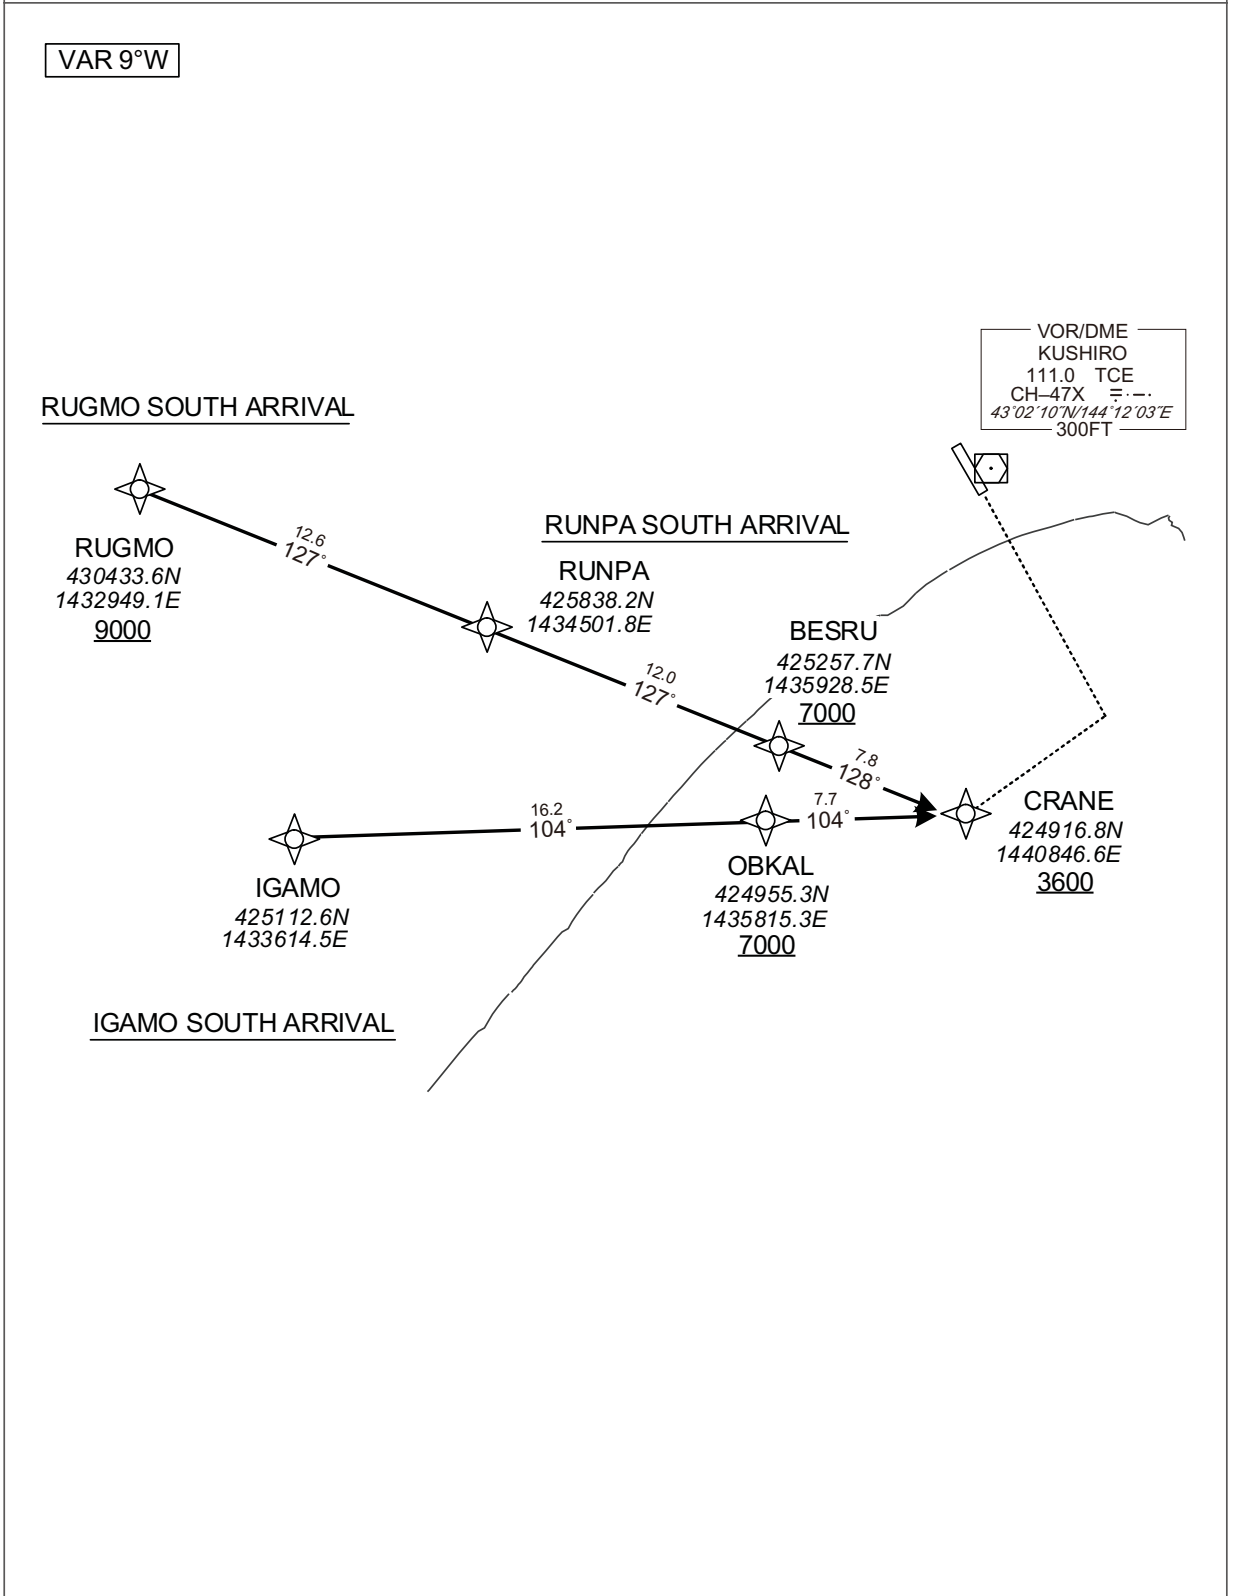 VAR 9°W
VOR/DME
KUSHIRO
111.0 TCE
CH–47X
43°02′10″N/144°12′03″E
300FT
RUGMO SOUTH ARRIVAL
RUGMO
430433.6N
1432949.1E
9000
12.6
127°
RUNPA SOUTH ARRIVAL
RUNPA
425838.2N
1434501.8E
12.0
127°
BESRU
425257.7N
1435928.5E
7000
7.8
128°
CRANE
424916.8N
1440846.6E
3600
16.2
104°
7.7
104°
IGAMO
425112.6N
1433614.5E
OBKAL
424955.3N
1435815.3E
7000
IGAMO SOUTH ARRIVAL